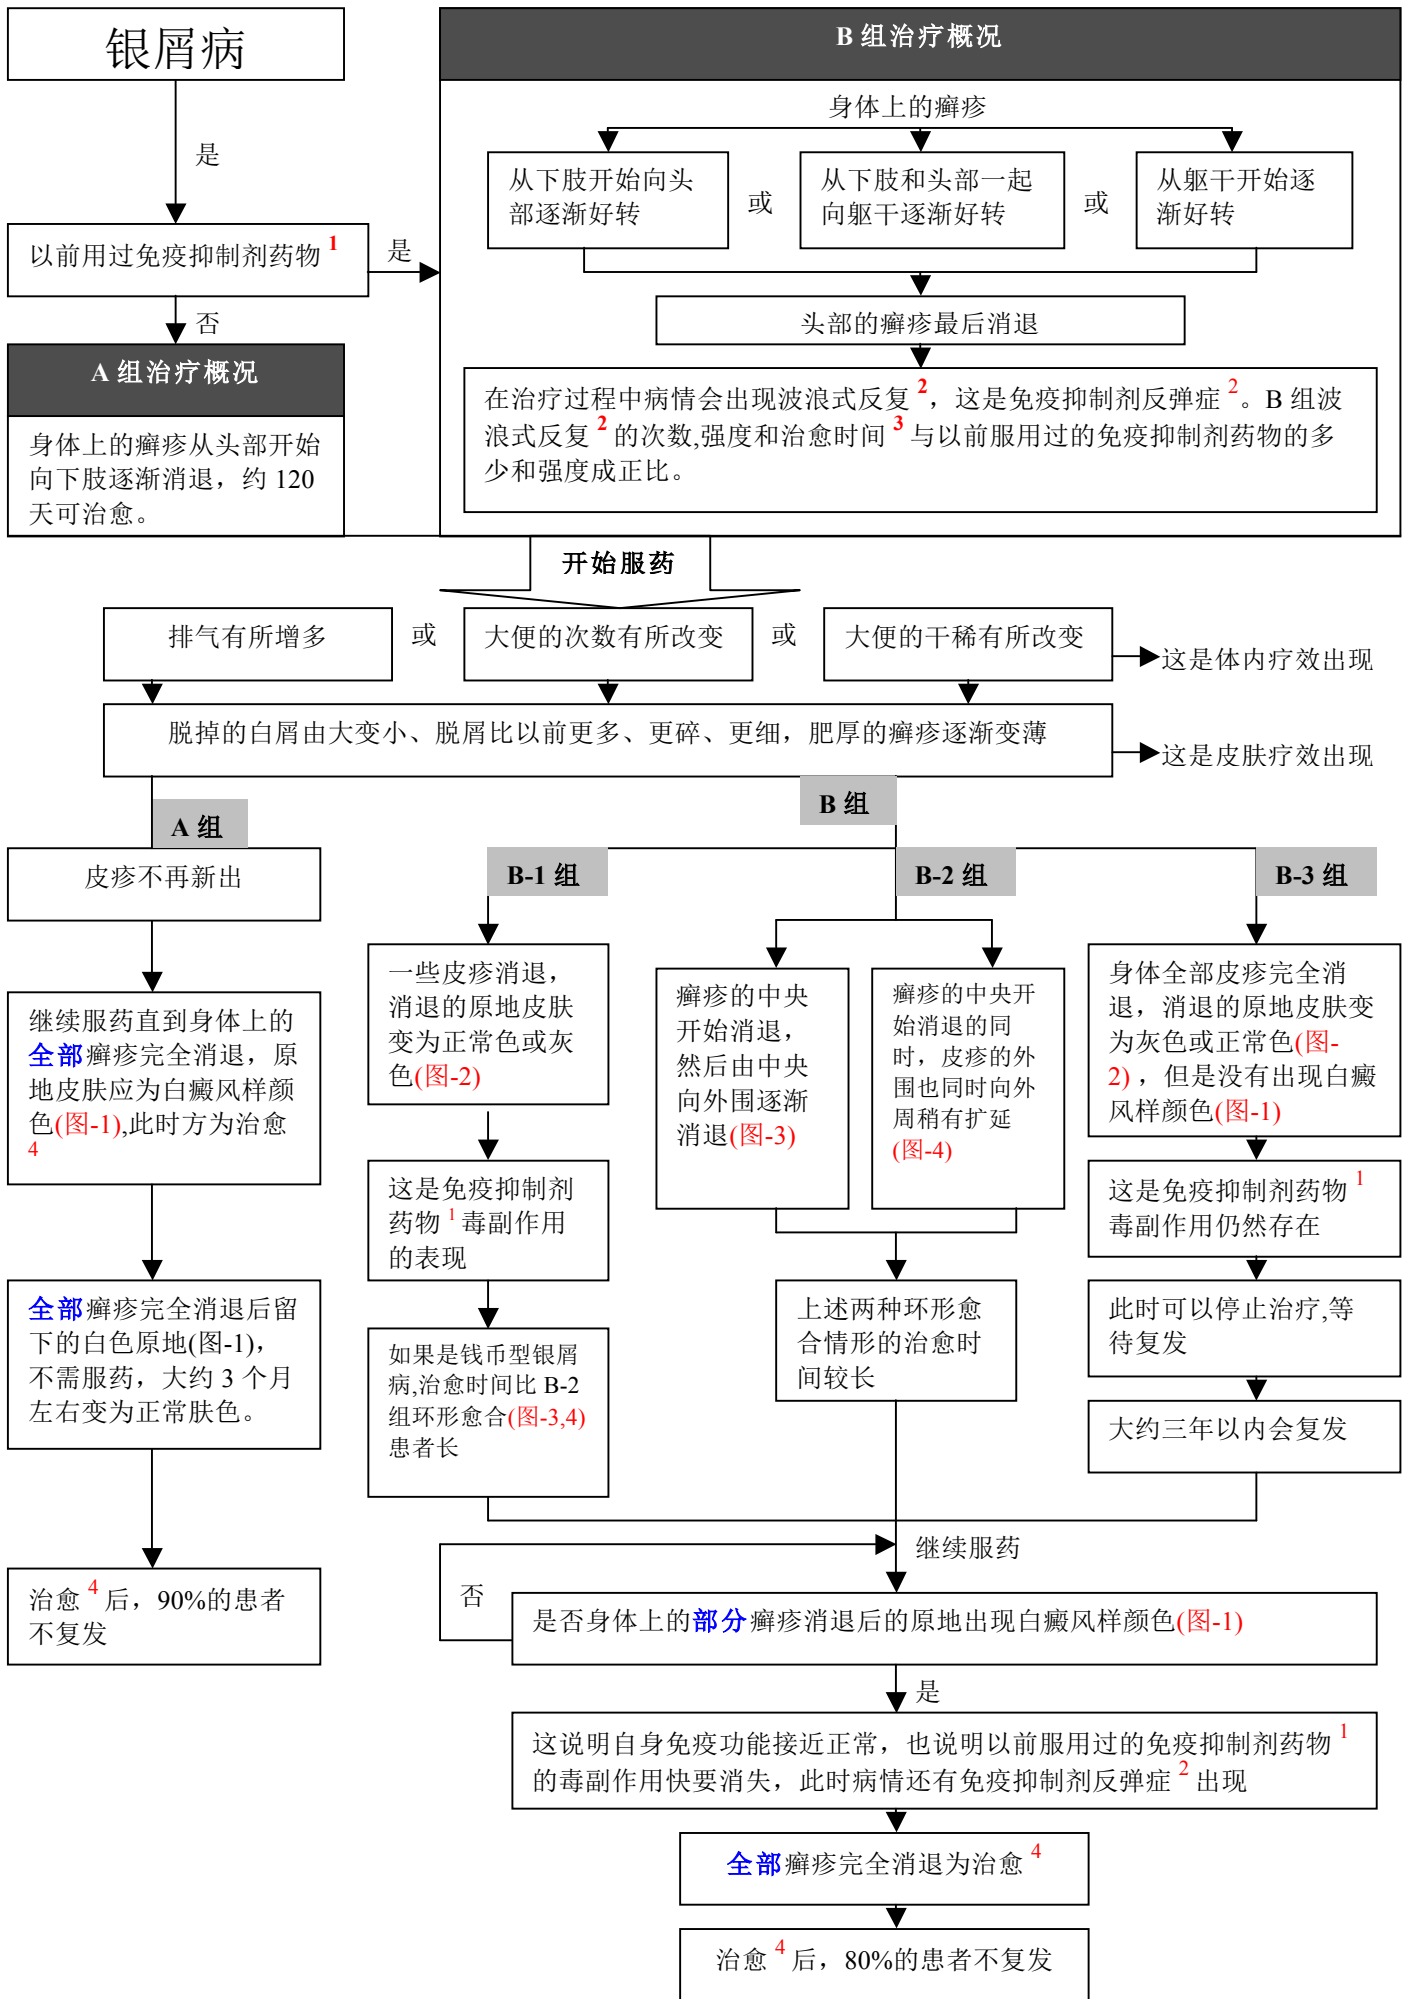 银屑病
是
以前用过免疫抑制剂药物 1
是
否
A 组治疗概况
身体上的癣疹从头部开始
向下肢逐渐消退，约 120
天可治愈。
B 组治疗概况
身体上的癣疹
从下肢开始向头
部逐渐好转
或
从下肢和头部一起
向躯干逐渐好转
或
从躯干开始逐
渐好转
头部的癣疹最后消退
在治疗过程中病情会出现波浪式反复 2，这是免疫抑制剂反弹症 2。B 组波
浪式反复 2 的次数,强度和治愈时间 3 与以前服用过的免疫抑制剂药物的多
少和强度成正比。
开始服药
排气有所增多
或
大便的次数有所改变
或
大便的干稀有所改变
这是体内疗效出现
脱掉的白屑由大变小、脱屑比以前更多、更碎、更细，肥厚的癣疹逐渐变薄
这是皮肤疗效出现
A 组
皮疹不再新出
继续服药直到身体上的
全部癣疹完全消退，原
地皮肤应为白癜风样颜
色(图-1),此时方为治愈
4
全部癣疹完全消退后留
下的白色原地(图-1)，
不需服药，大约 3 个月
左右变为正常肤色。
治愈 4 后，90%的患者
不复发
B 组
B-1 组
一些皮疹消退，
消退的原地皮肤
变为正常色或灰
色(图-2)
这是免疫抑制剂
药物 1 毒副作用
的表现
如果是钱币型银屑
病,治愈时间比 B-2
组环形愈合(图-3,4)
患者长
B-2 组
癣疹的中央
开始消退，
然后由中央
向外围逐渐
消退(图-3)
癣疹的中央开
始消退的同
时，皮疹的外
围也同时向外
周稍有扩延
(图-4)
上述两种环形愈
合情形的治愈时
间较长
B-3 组
身体全部皮疹完全消
退，消退的原地皮肤变
为灰色或正常色(图-
2)，但是没有出现白癜
风样颜色(图-1)
这是免疫抑制剂药物 1
毒副作用仍然存在
此时可以停止治疗,等
待复发
大约三年以内会复发
继续服药
否
是否身体上的部分癣疹消退后的原地出现白癜风样颜色(图-1)
是
这说明自身免疫功能接近正常，也说明以前服用过的免疫抑制剂药物 1
的毒副作用快要消失，此时病情还有免疫抑制剂反弹症 2 出现
全部癣疹完全消退为治愈 4
治愈 4 后，80%的患者不复发